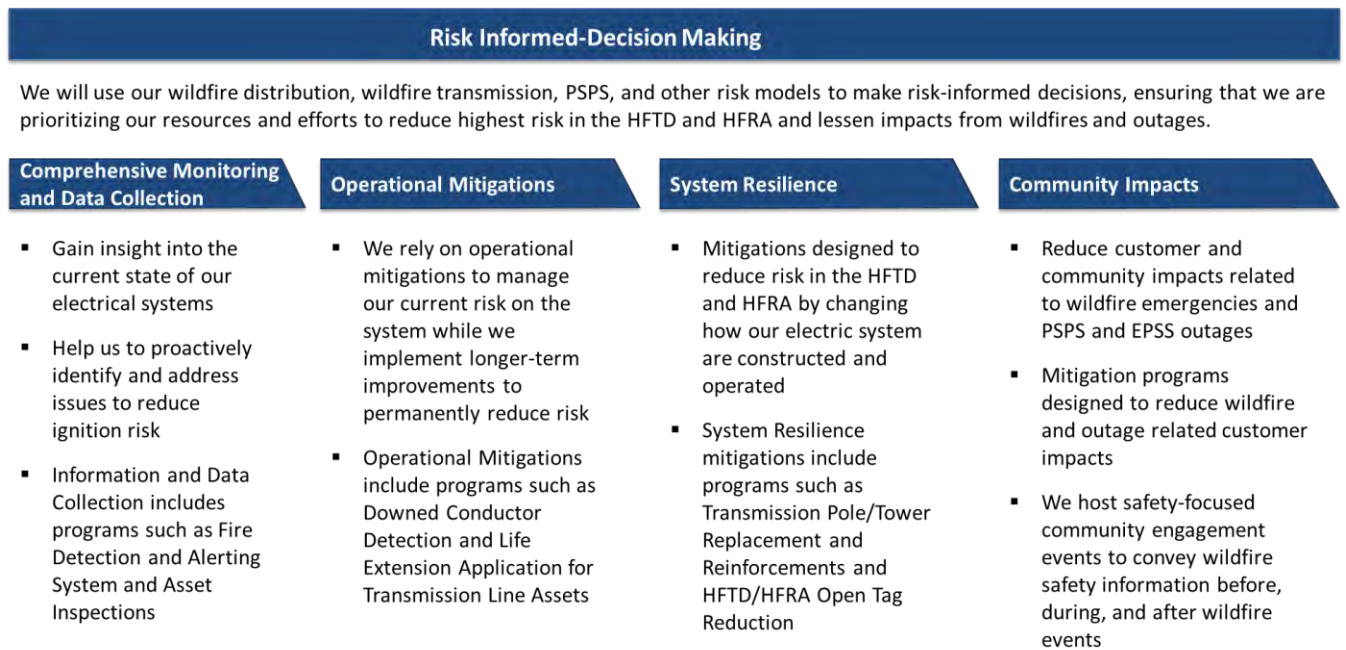 Risk Informed-Decision Making
We will use our wildfire distribution, wildfire transmission, PSPS, and other risk models to make risk-informed decisions, ensuring that we are
prioritizing our resources and efforts to reduce highest risk in the HFTD and HFRA and lessen impacts from wildfires and outages.
Comprehensive Monitoring
and Data Collection
▪ Gain insight into the
current state of our
electrical systems
▪ Help us to proactively
identify and address
issues to reduce
ignition risk
▪ Information and Data
Collection includes
programs such as Fire
Detection and Alerting
System and Asset
Inspections
Operational Mitigations
▪ We rely on operational
mitigations to manage
our current risk on the
system while we
implement longer-term
improvements to
permanently reduce risk
▪ Operational Mitigations
include programs such as
Downed Conductor
Detection and Life
Extension Application for
Transmission Line Assets
System Resilience
▪ Mitigations designed to
reduce risk in the HFTD
and HFRA by changing
how our electric system
are constructed and
operated
▪ System Resilience
mitigations include
programs such as
Transmission Pole/Tower
Replacement and
Reinforcements and
HFTD/HFRA Open Tag
Reduction
Community Impacts
▪ Reduce customer and
community impacts related
to wildfire emergencies and
PSPS and EPSS outages
▪ Mitigation programs
designed to reduce wildfire
and outage related customer
impacts
▪ We host safety-focused
community engagement
events to convey wildfire
safety information before,
during, and after wildfire
events